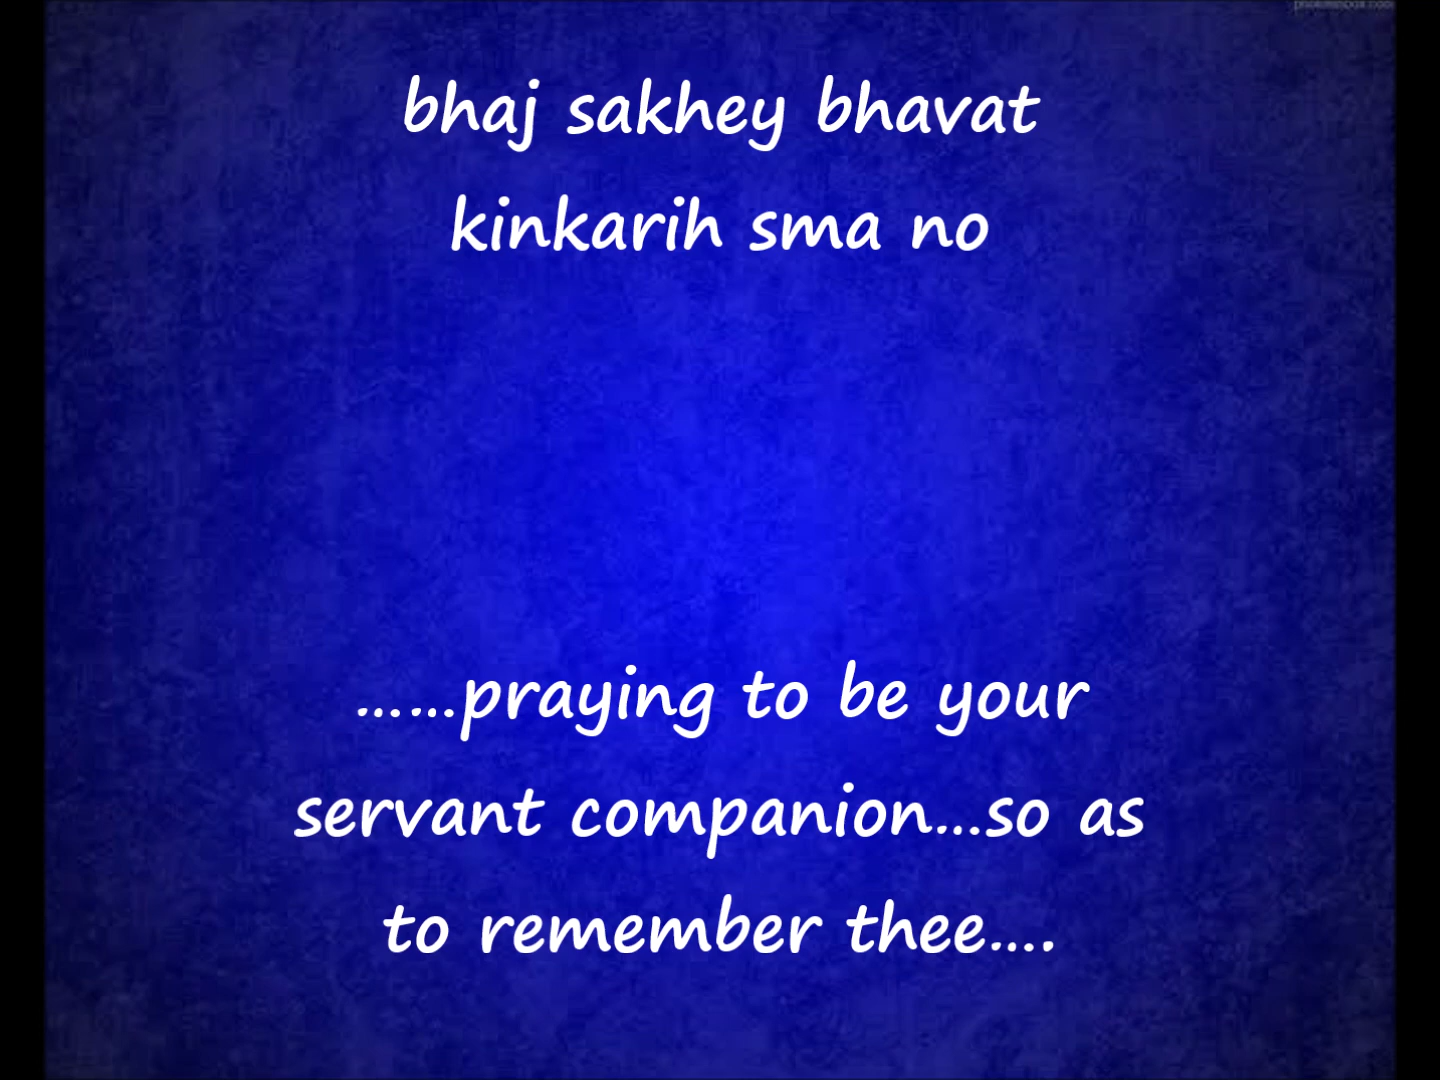 bhaj sakhey bhavat
kinkarih sma no
......praying to be your
servant companion...so as
to remember thee....